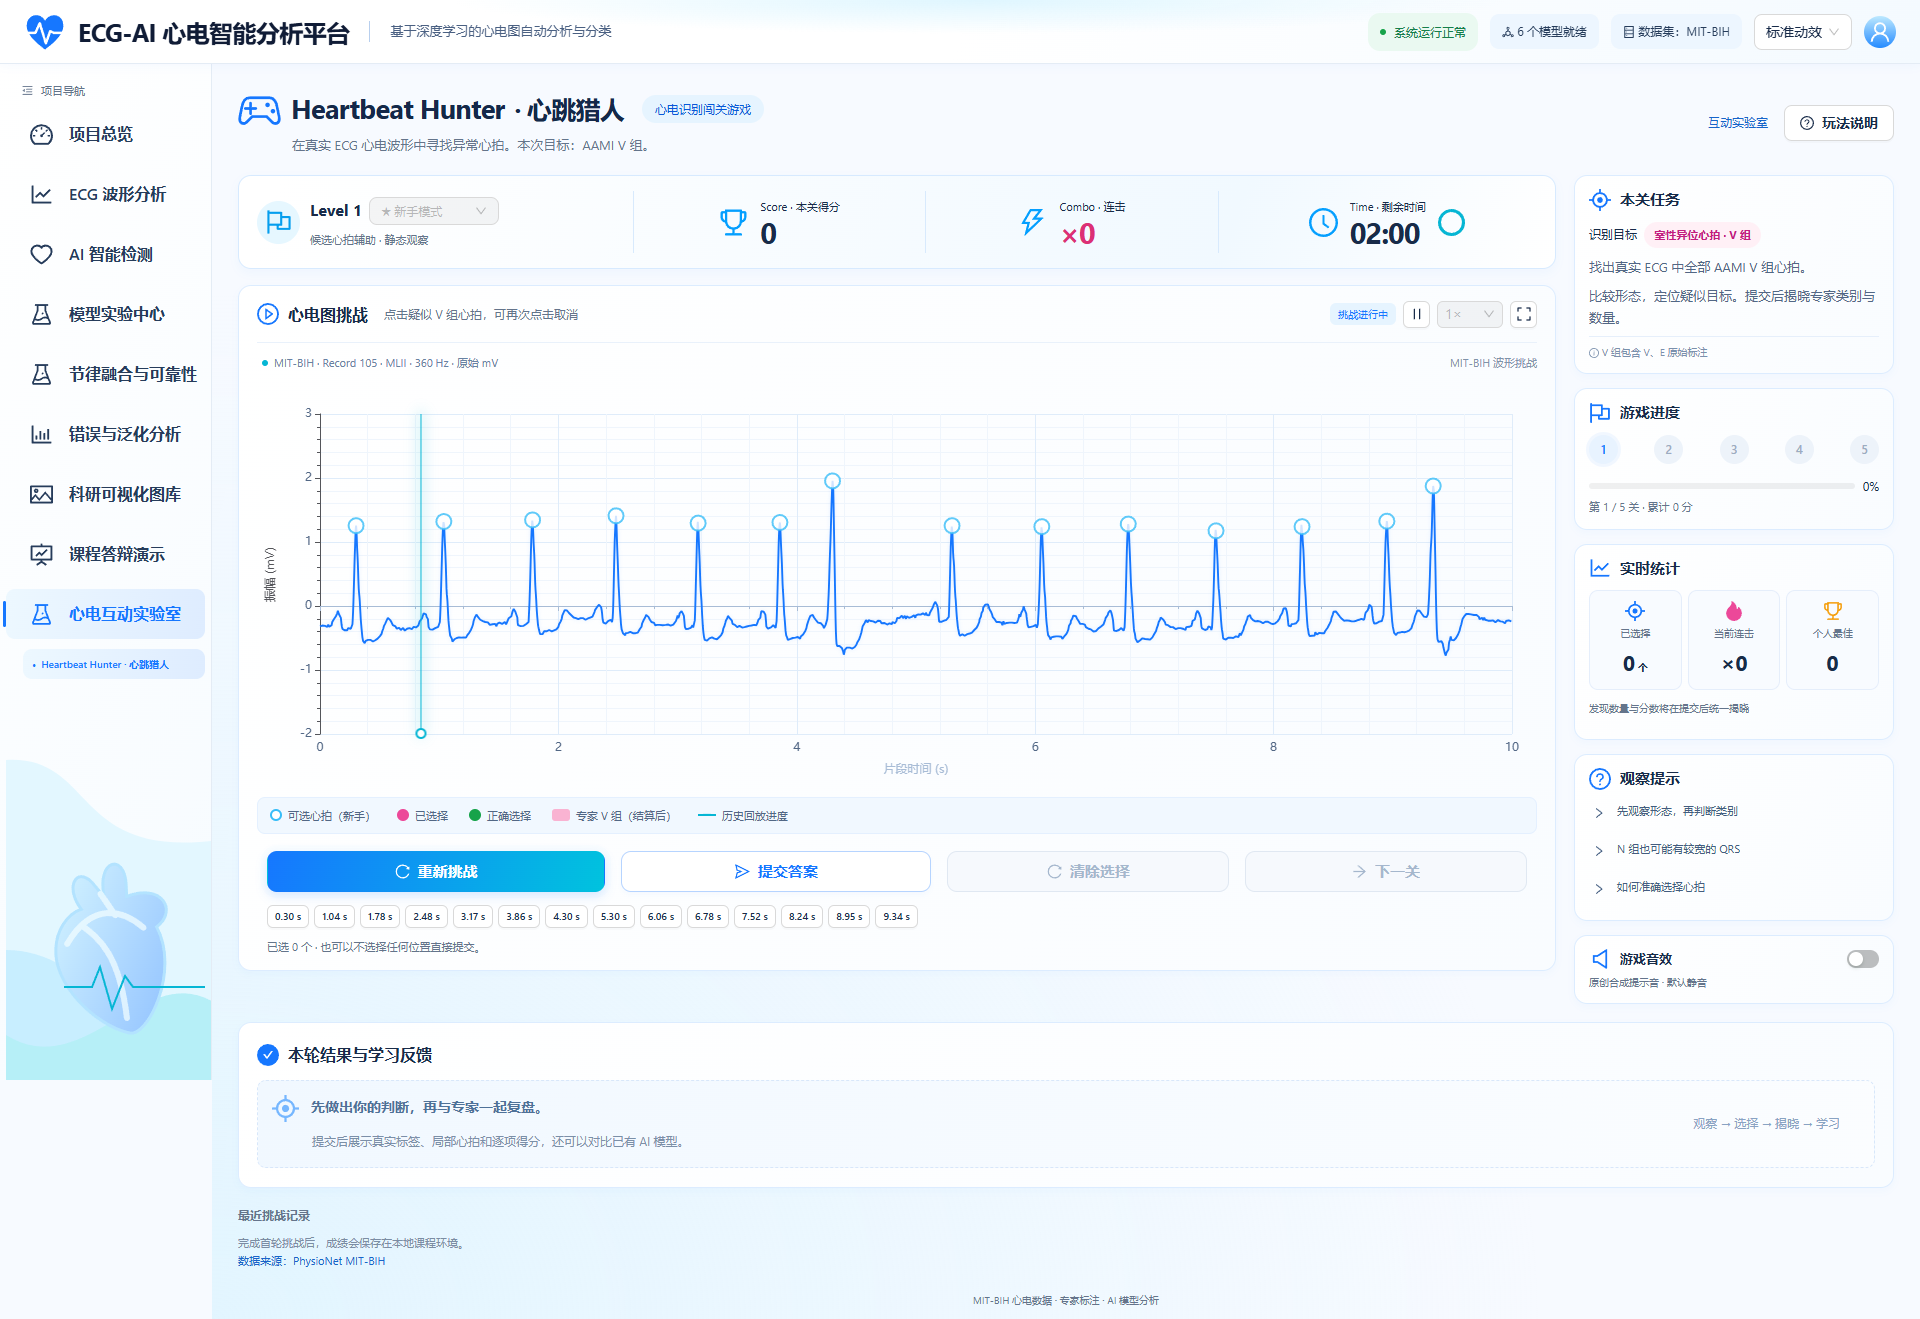 ECG-AI 心电智能分析平台
基于深度学习的心电图自动分析与分类
系统运行正常
6 个模型就绪
数据集：MIT-BIH
标准动效
项目导航
项目总览
ECG 波形分析
AI 智能检测
模型实验中心
节律融合与可靠性
错误与泛化分析
科研可视化图库
课程答辩演示
心电互动实验室
Heartbeat Hunter · 心跳猎人
Heartbeat Hunter · 心跳猎人
心电识别闯关游戏
在真实 ECG 心电波形中寻找异常心拍。本次目标：AAMI V 组。
互动实验室
玩法说明
Level 1
★ 新手模式
候选心拍辅助 · 静态观察
Score · 本关得分
0
Combo · 连击
×0
Time · 剩余时间
02:00
心电图挑战
点击疑似 V 组心拍，可再次点击取消
挑战进行中
1×
MIT-BIH · Record 105 · MLII · 360 Hz · 原始 mV
MIT-BIH 波形挑战
振幅 (mV)
3
2
1
0
-1
-2
0
2
4
6
8
10
片段时间 (s)
可选心拍（新手）
已选择
正确选择
专家 V 组（结算后）
历史回放进度
重新挑战
提交答案
清除选择
下一关
0.30 s
1.04 s
1.78 s
2.48 s
3.17 s
3.86 s
4.30 s
5.30 s
6.06 s
6.78 s
7.52 s
8.24 s
8.95 s
9.34 s
已选 0 个 · 也可以不选择任何位置直接提交。
本关任务
识别目标
室性异位心拍 · V 组
找出真实 ECG 中全部 AAMI V 组心拍。
比较形态，定位疑似目标。提交后揭晓专家类别与
数量。
V 组包含 V、E 原始标注
游戏进度
1
2
3
4
5
0%
第 1 / 5 关 · 累计 0 分
实时统计
已选择
0 个
当前连击
×0
个人最佳
0
发现数量与分数将在提交后统一揭晓
观察提示
先观察形态，再判断类别
N 组也可能有较宽的 QRS
如何准确选择心拍
游戏音效
原创合成提示音 · 默认静音
本轮结果与学习反馈
先做出你的判断，再与专家一起复盘。
提交后展示真实标签、局部心拍和逐项得分，还可以对比已有 AI 模型。
观察 → 选择 → 揭晓 → 学习
最近挑战记录
完成首轮挑战后，成绩会保存在本地课程环境。
数据来源：PhysioNet MIT-BIH
MIT-BIH 心电数据 · 专家标注 · AI 模型分析